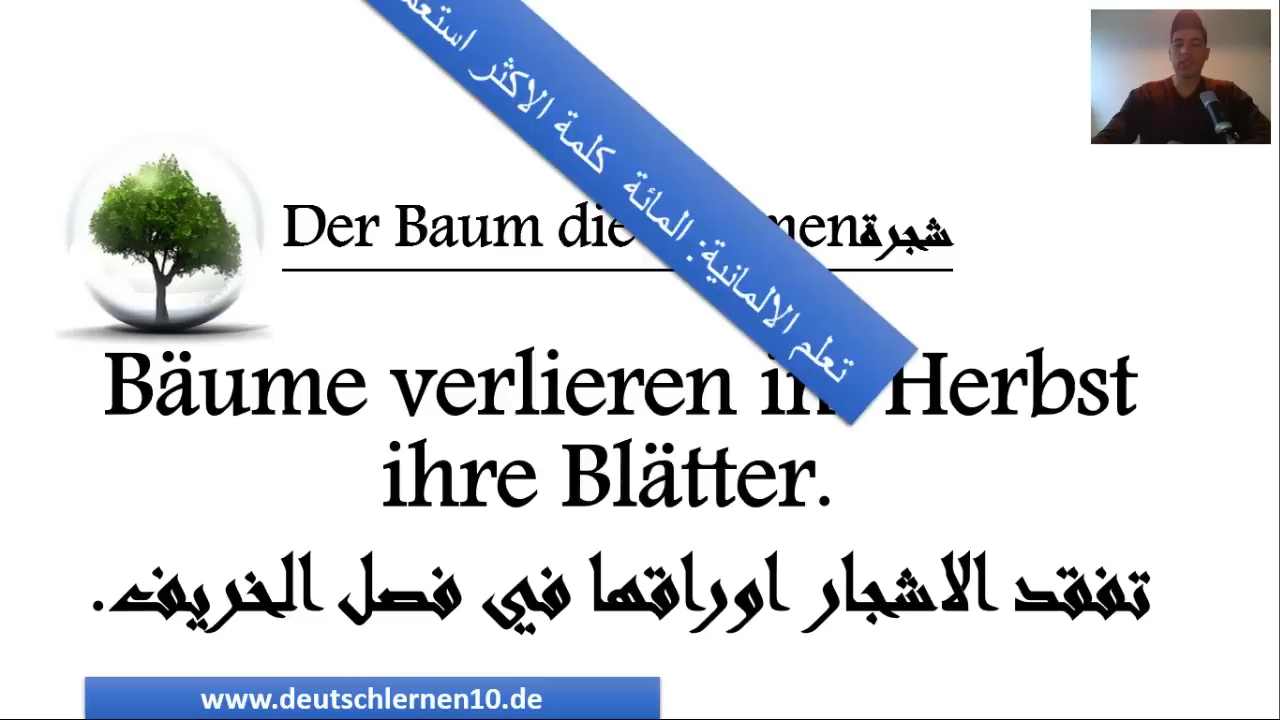 تعلم الالمانية: المائة كلمة الاكثر
Der Baum die شجرة
Bäume verlieren Herbst
ihre Blätter.
تفقد الاشجار اوراقها في فصل الخريف.
www.deutschlernen10.de